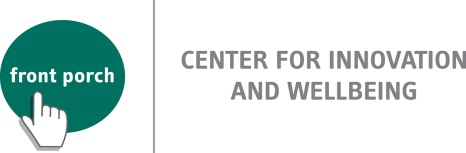 front porch
CENTER FOR INNOVATION
AND WELLBEING